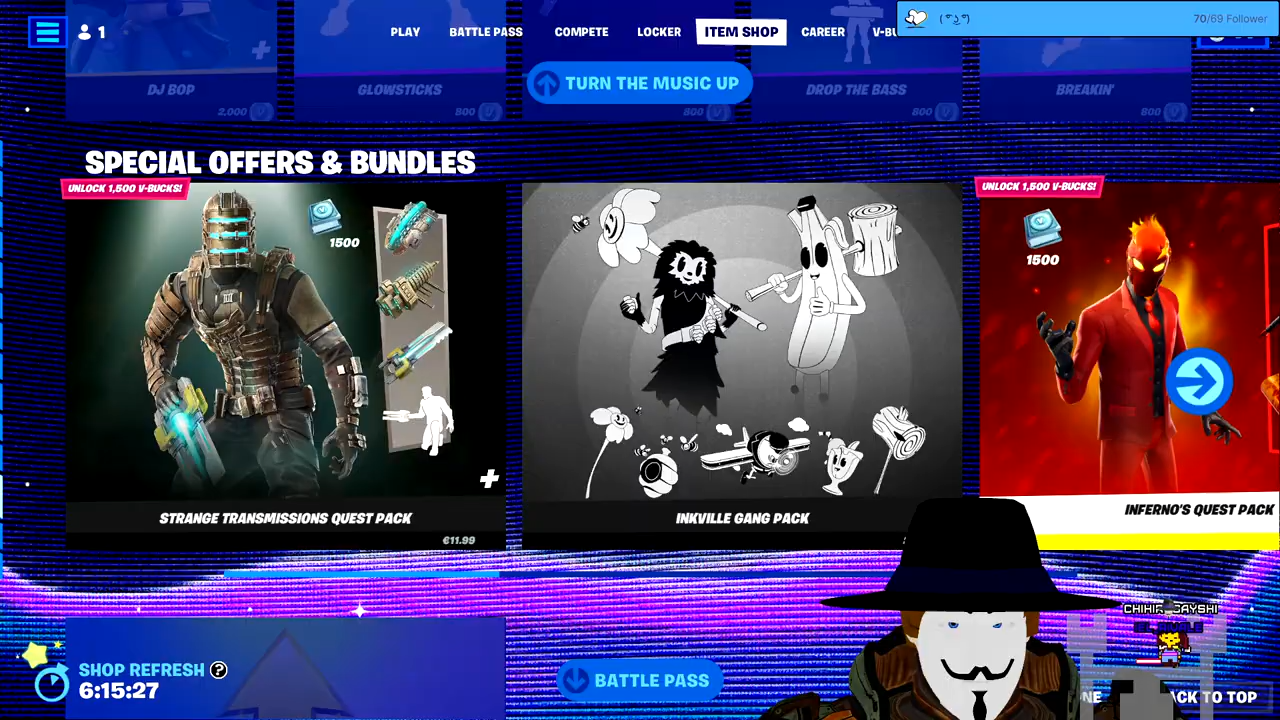 1
PLAY
BATTLE PASS
COMPETE
LOCKER
ITEM SHOP
CAREER
( ͡° ͜ʖ ͡°)
70/69 Follower
TURN THE MUSIC UP
DJ BOP
GLOWSTICKS
DROP THE BASS
BREAKIN'
2,000
800
800
800
800
SPECIAL OFFERS & BUNDLES
UNLOCK 1,500 V-BUCKS!
UNLOCK 1,500 V-BUCKS!
1500
1500
STRANGE TRANSMISSIONS QUEST PACK
INKVILLE GANG PACK
INFERNO'S QUEST PACK
€11.99
SHOP REFRESH ?
6:15:27
BATTLE PASS
BACK TO TOP